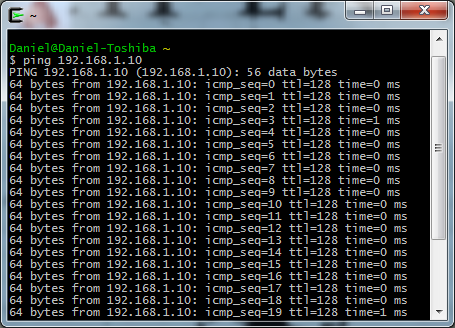 ~
Daniel@Daniel-Toshiba ~
$ ping 192.168.1.10
PING 192.168.1.10 (192.168.1.10): 56 data bytes
64 bytes from 192.168.1.10: icmp_seq=0 ttl=128 time=0 ms
64 bytes from 192.168.1.10: icmp_seq=1 ttl=128 time=0 ms
64 bytes from 192.168.1.10: icmp_seq=2 ttl=128 time=0 ms
64 bytes from 192.168.1.10: icmp_seq=3 ttl=128 time=1 ms
64 bytes from 192.168.1.10: icmp_seq=4 ttl=128 time=0 ms
64 bytes from 192.168.1.10: icmp_seq=5 ttl=128 time=0 ms
64 bytes from 192.168.1.10: icmp_seq=6 ttl=128 time=0 ms
64 bytes from 192.168.1.10: icmp_seq=7 ttl=128 time=0 ms
64 bytes from 192.168.1.10: icmp_seq=8 ttl=128 time=0 ms
64 bytes from 192.168.1.10: icmp_seq=9 ttl=128 time=0 ms
64 bytes from 192.168.1.10: icmp_seq=10 ttl=128 time=0 ms
64 bytes from 192.168.1.10: icmp_seq=11 ttl=128 time=0 ms
64 bytes from 192.168.1.10: icmp_seq=12 ttl=128 time=0 ms
64 bytes from 192.168.1.10: icmp_seq=13 ttl=128 time=0 ms
64 bytes from 192.168.1.10: icmp_seq=14 ttl=128 time=0 ms
64 bytes from 192.168.1.10: icmp_seq=15 ttl=128 time=0 ms
64 bytes from 192.168.1.10: icmp_seq=16 ttl=128 time=0 ms
64 bytes from 192.168.1.10: icmp_seq=17 ttl=128 time=0 ms
64 bytes from 192.168.1.10: icmp_seq=18 ttl=128 time=0 ms
64 bytes from 192.168.1.10: icmp_seq=19 ttl=128 time=1 ms